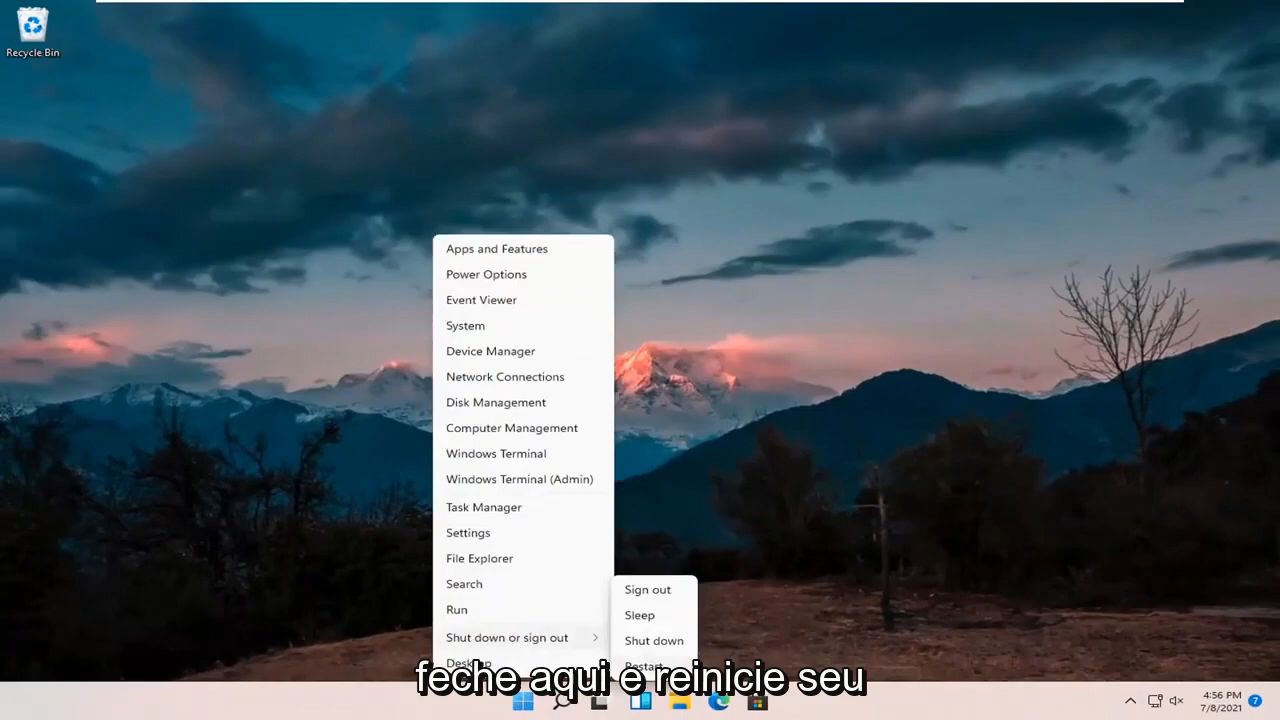 Recycle Bin
Apps and Features
Power Options
Event Viewer
System
Device Manager
Network Connections
Disk Management
Computer Management
Windows Terminal
Windows Terminal (Admin)
Task Manager
Settings
File Explorer
Search
Run
Shut down or sign out
Desktop
Sign out
Sleep
Shut down
Restart
feche aqui e reinicie seu
4:56 PM
7/8/2021
7